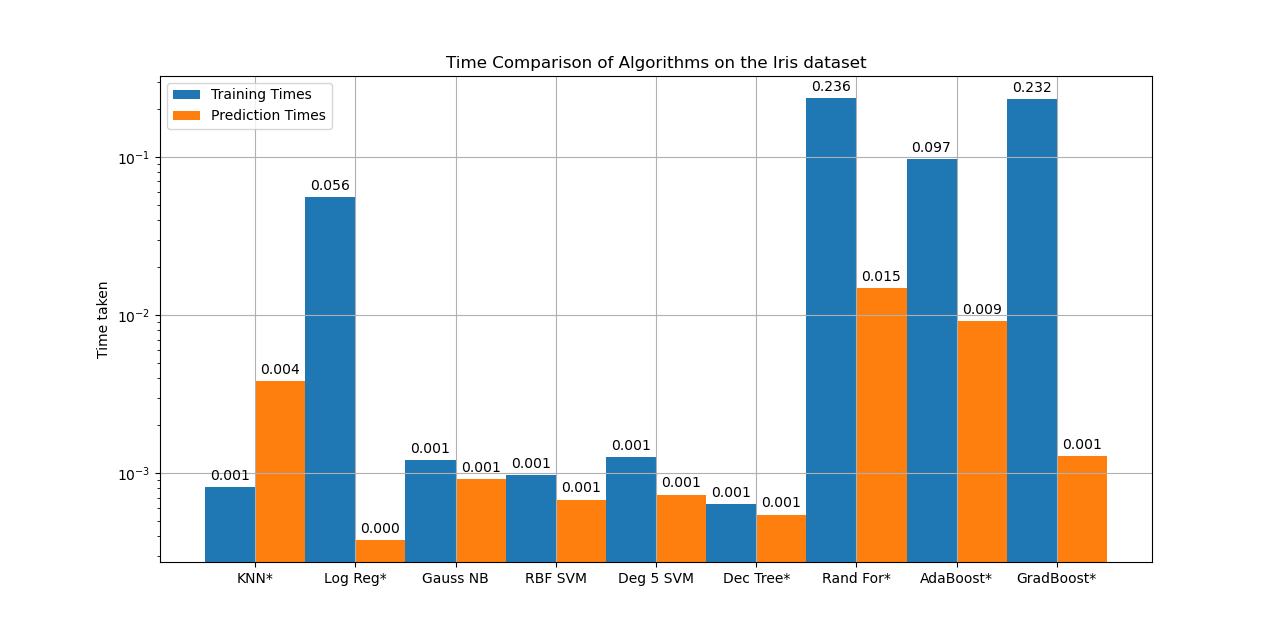 Time Comparison of Algorithms on the Iris dataset
Training Times
Prediction Times
Time taken
10⁻¹
10⁻²
10⁻³
0.001
0.004
0.056
0.000
0.001
0.001
0.001
0.001
0.001
0.001
0.001
0.001
0.236
0.015
0.097
0.009
0.232
0.001
KNN*
Log Reg*
Gauss NB
RBF SVM
Deg 5 SVM
Dec Tree*
Rand For*
AdaBoost*
GradBoost*